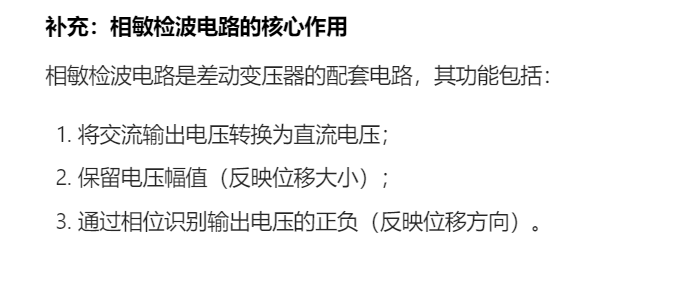 补充：相敏检波电路的核心作用
相敏检波电路是差动变压器的配套电路，其功能包括：
1. 将交流输出电压转换为直流电压；
2. 保留电压幅值（反映位移大小）；
3. 通过相位识别输出电压的正负（反映位移方向）。